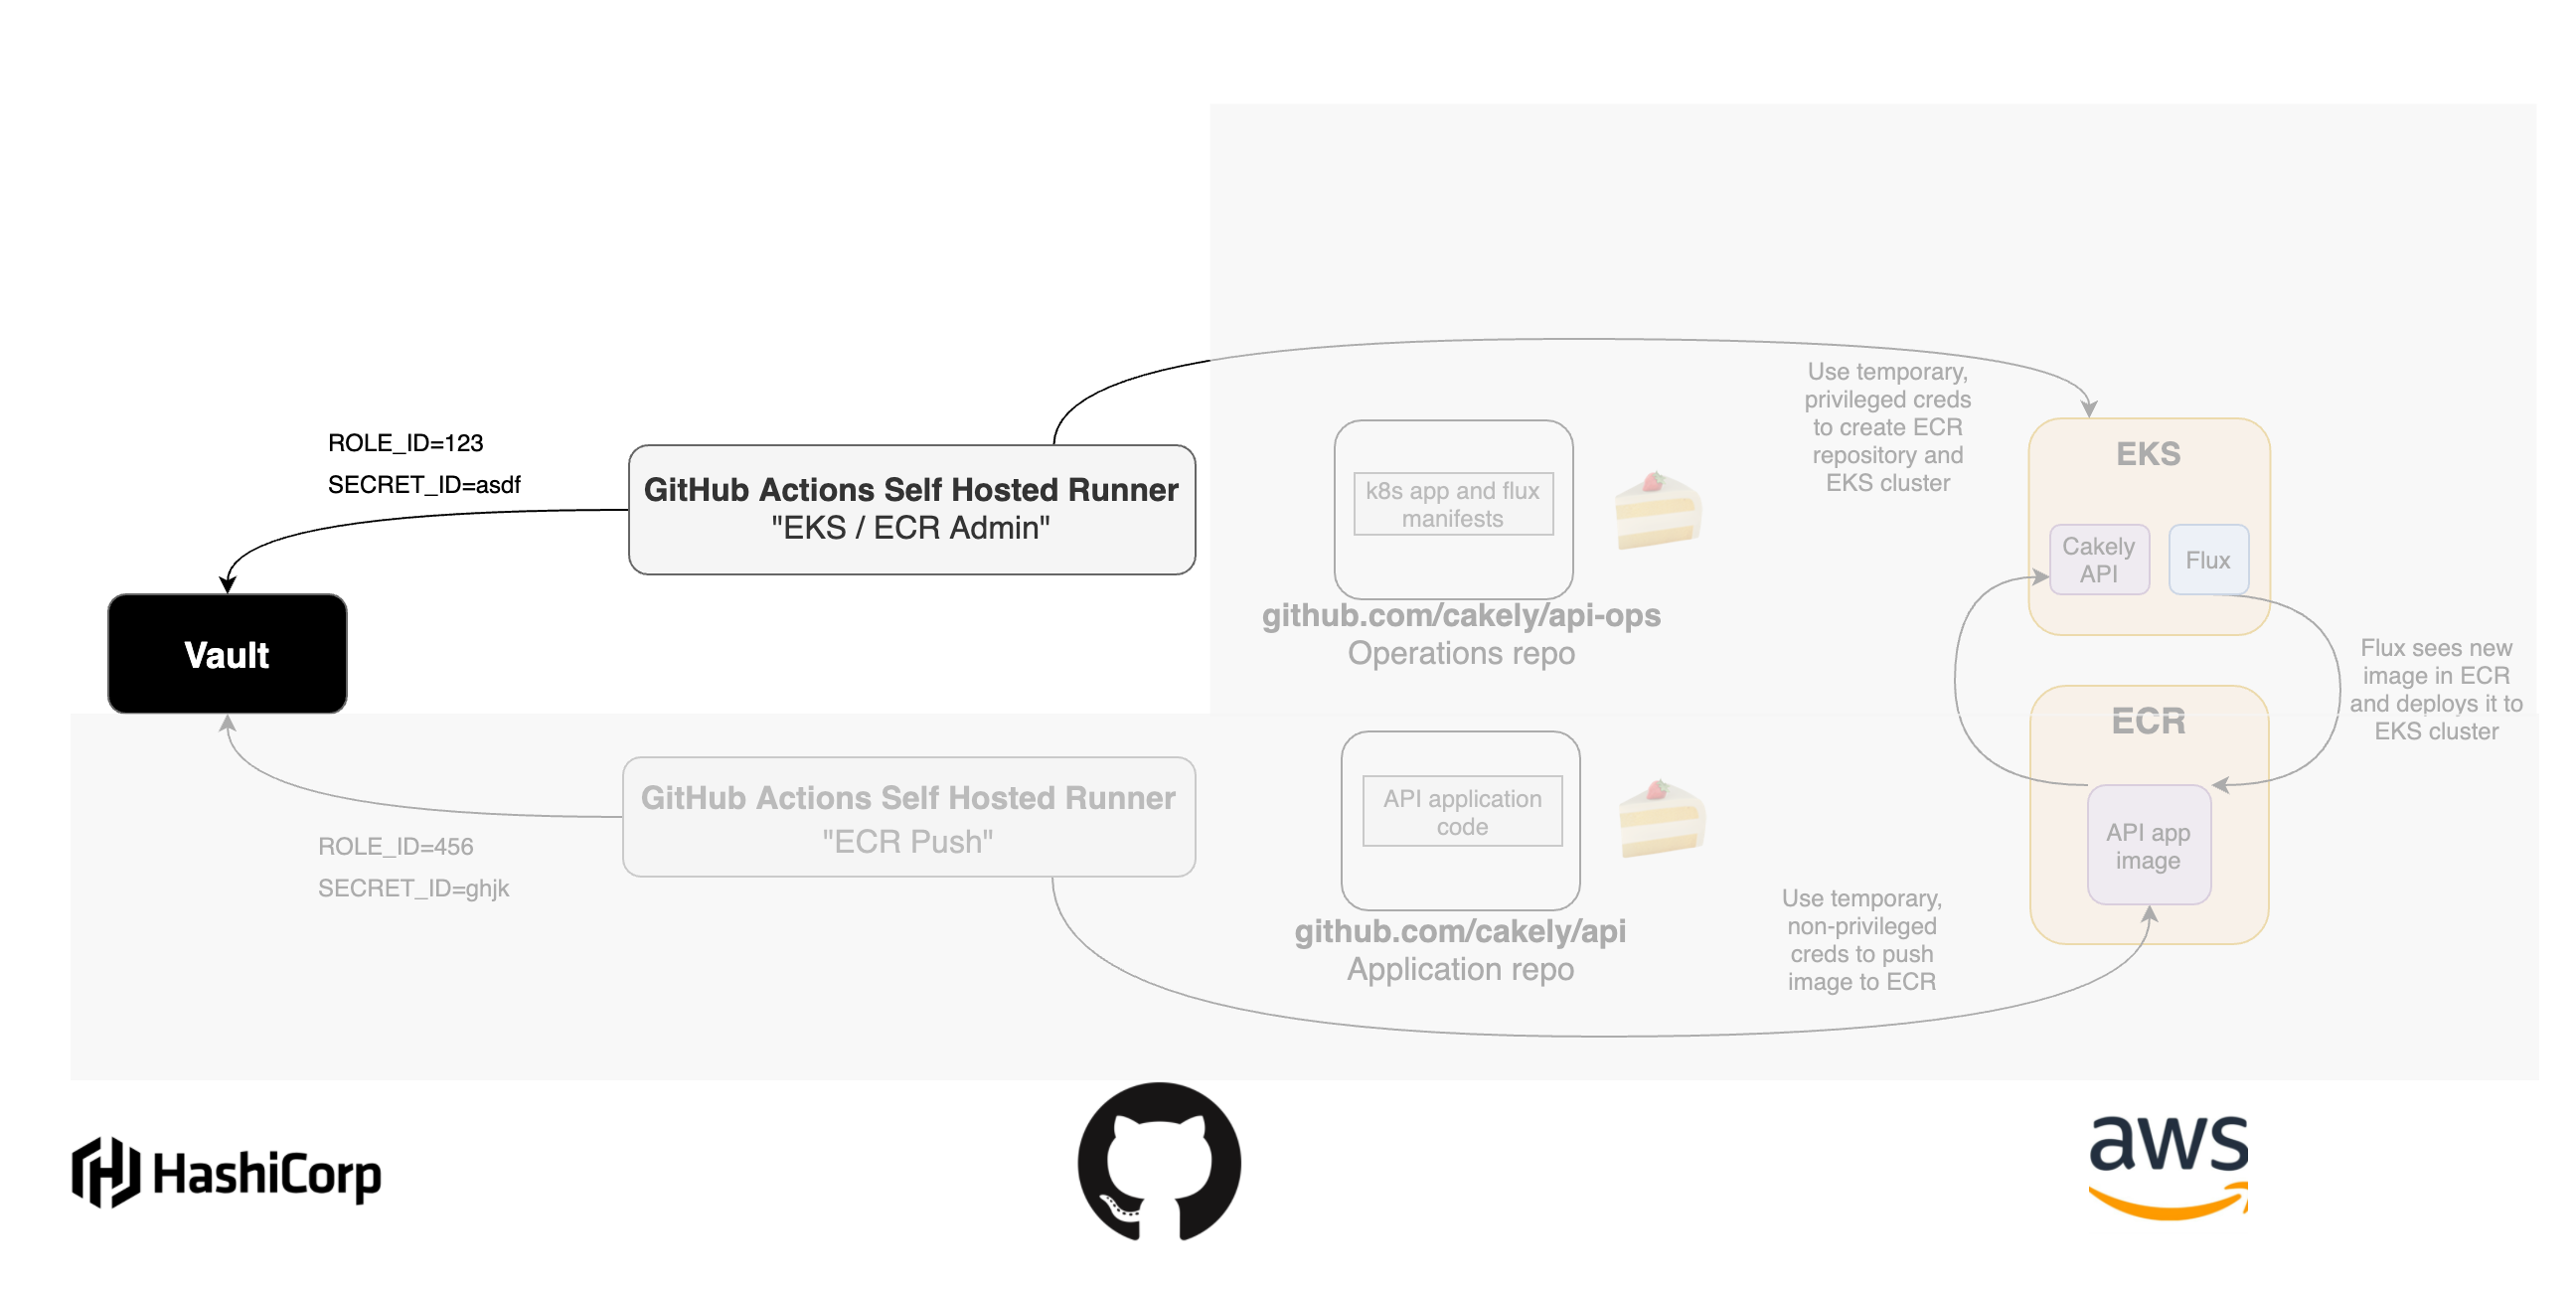 ROLE_ID=123
SECRET_ID=asdf
GitHub Actions Self Hosted Runner
"EKS / ECR Admin"
Vault
k8s app and flux
manifests
github.com/cakely/api-ops
Operations repo
Use temporary,
privileged creds
to create ECR
repository and
EKS cluster
EKS
Cakely
API
Flux
Flux sees new
image in ECR
and deploys it to
EKS cluster
ROLE_ID=456
SECRET_ID=ghjk
GitHub Actions Self Hosted Runner
"ECR Push"
API application
code
github.com/cakely/api
Application repo
Use temporary,
non-privileged
creds to push
image to ECR
ECR
API app
image
HashiCorp
aws